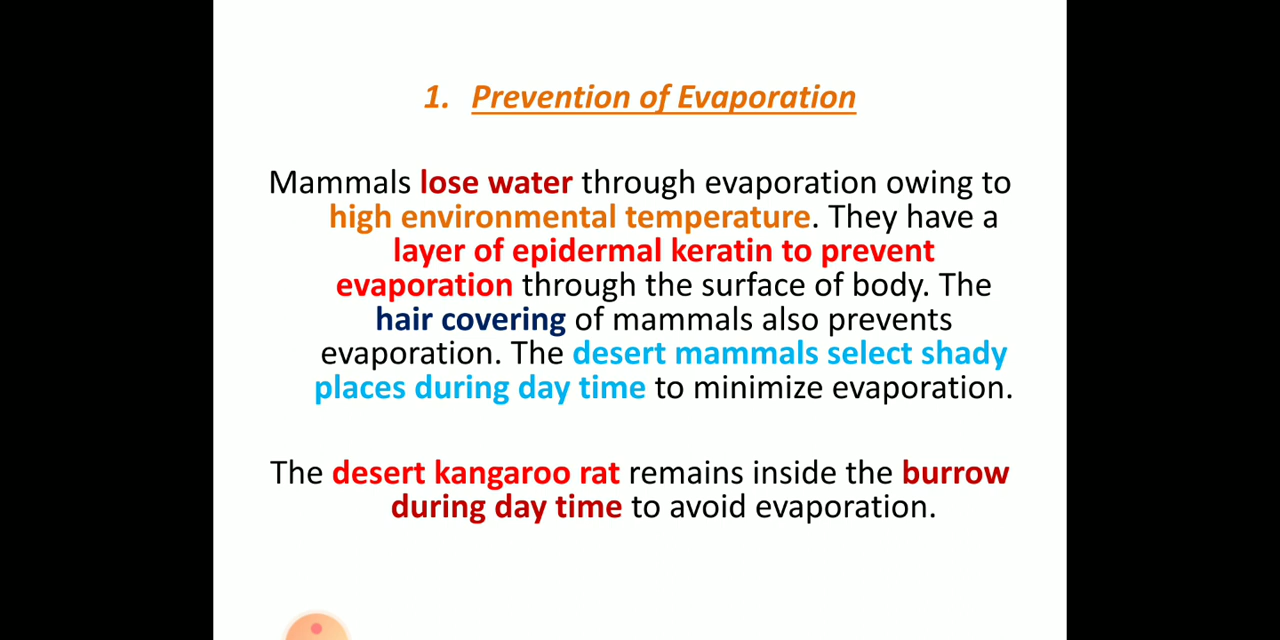 1. Prevention of Evaporation
Mammals lose water through evaporation owing to
high environmental temperature. They have a
layer of epidermal keratin to prevent
evaporation through the surface of body. The
hair covering of mammals also prevents
evaporation. The desert mammals select shady
places during day time to minimize evaporation.
The desert kangaroo rat remains inside the burrow
during day time to avoid evaporation.